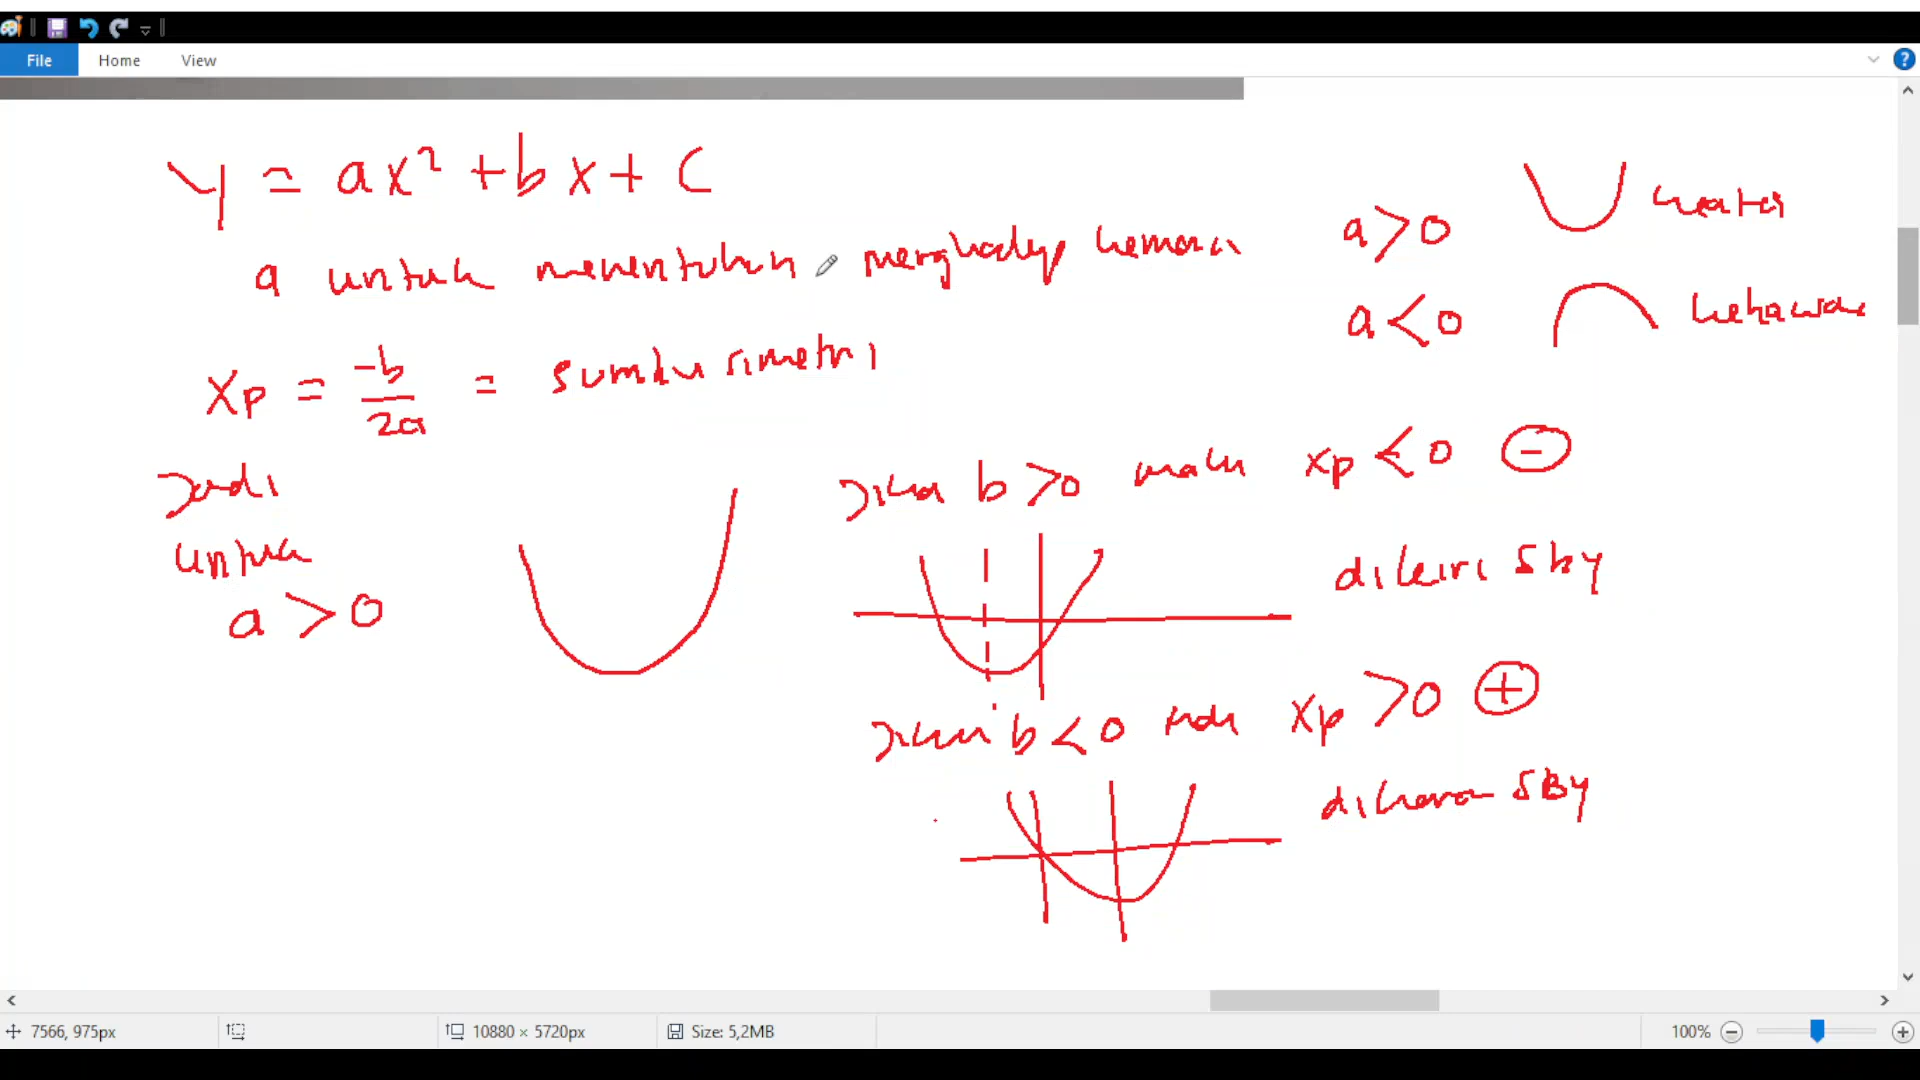 File Home View
Y = ax² + bx + C
a untuk menentukan menghadap kemana
a > 0 keatas
a < 0 kebawah
Xp = -b/2a = sumbu simetri
Jadi
untuk
a > 0
Jika b > 0 maka xp < 0 (-)
dikiri Sby
Jika b < 0 maka Xp > 0 (+)
dikanan SBy
7566, 975px 10880 × 5720px Size: 5,2MB 100%